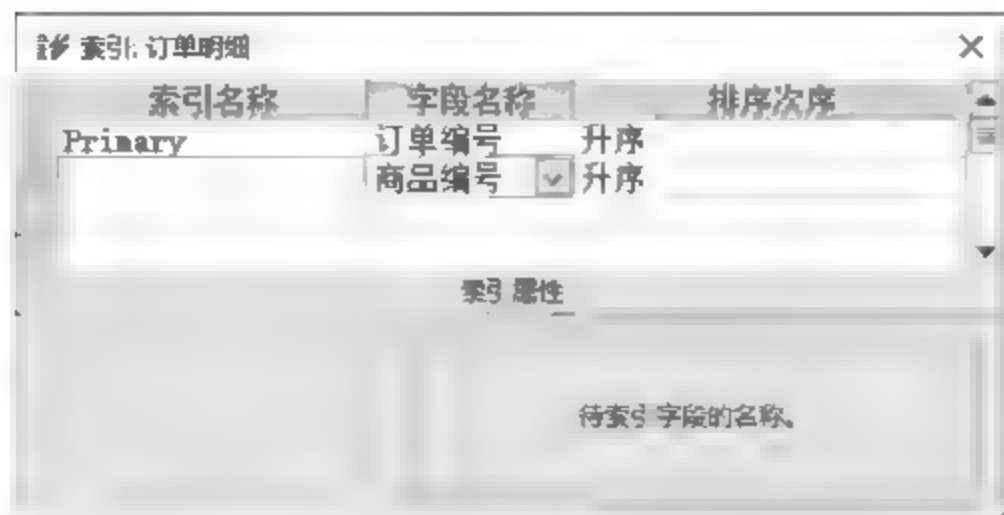 索引: 订单明细
索引名称 字段名称 排序次序
Primary 订单编号 升序
商品编号 升序
索引属性
待索引字段的名称。